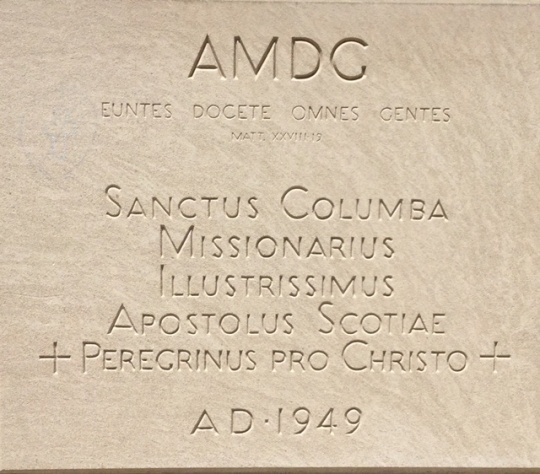 AMDG
EUNTES DOCETE OMNES GENTES
MATT. XXVIII·19
SANCTUS COLUMBA
MISSIONARIUS
ILLUSTRISSIMUS
APOSTOLUS SCOTIAE
+ PEREGRINUS PRO CHRISTO +
AD·1949